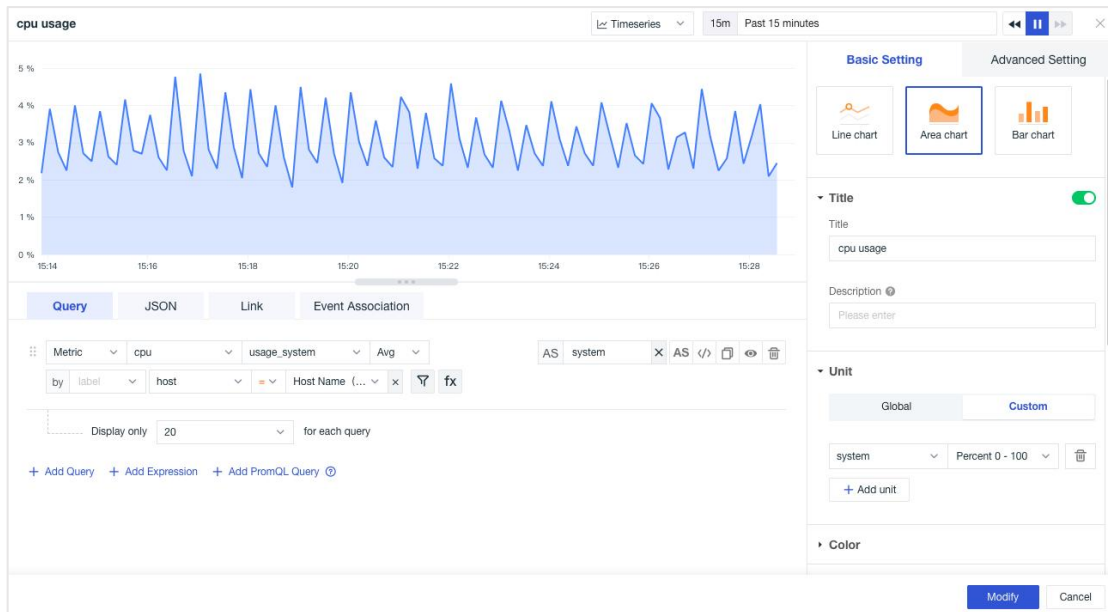 cpu usage
Timeseries
15m Past 15 minutes
Basic Setting
Advanced Setting
5 %
4 %
3 %
2 %
1 %
0 %
15:14 15:16 15:18 15:20 15:22 15:24 15:26 15:28
Line chart
Area chart
Bar chart
Title
Title
cpu usage
Description
Please enter
Query JSON Link Event Association
Metric cpu usage_system Avg AS system × AS </>
by label host = Host Name (... × fx
Display only 20 for each query
+ Add Query + Add Expression + Add PromQL Query ?
Unit
Global Custom
system Percent 0 - 100
+ Add unit
Color
Modify Cancel